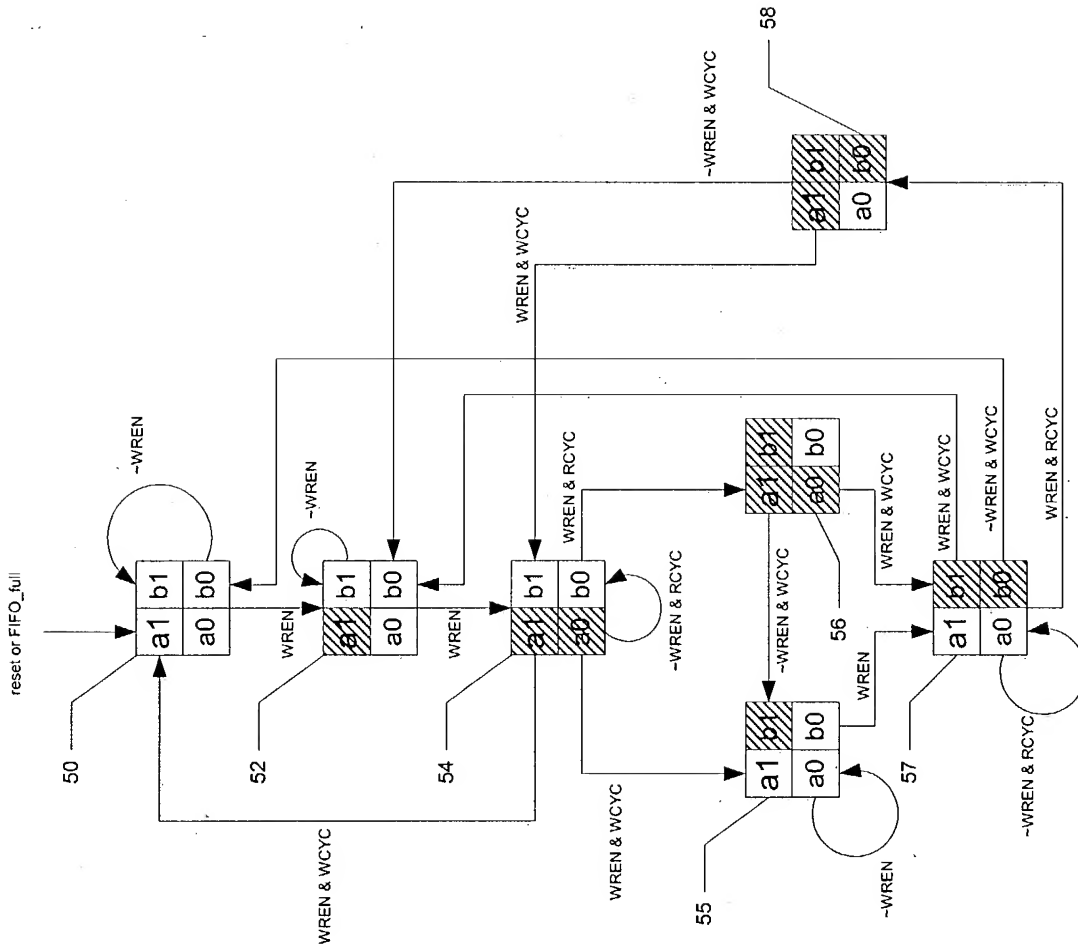 reset or FIFO_full
50
a1 b1
a0 b0
~WREN
WREN
52
a1 b1
a0 b0
~WREN
WREN
54
a1 b1
a0 b0
WREN & WCYC
WREN & WCYC
WREN & RCYC
~WREN & RCYC
55
a1 b1
a0 b0
~WREN
WREN
56
a1 b1
a0 b0
~WREN & WCYC
WREN & WCYC
57
a1 b1
a0 b0
~WREN & RCYC
WREN & WCYC
~WREN & WCYC
WREN & RCYC
58
a1 b1
a0 b0
WREN & WCYC
~WREN & WCYC